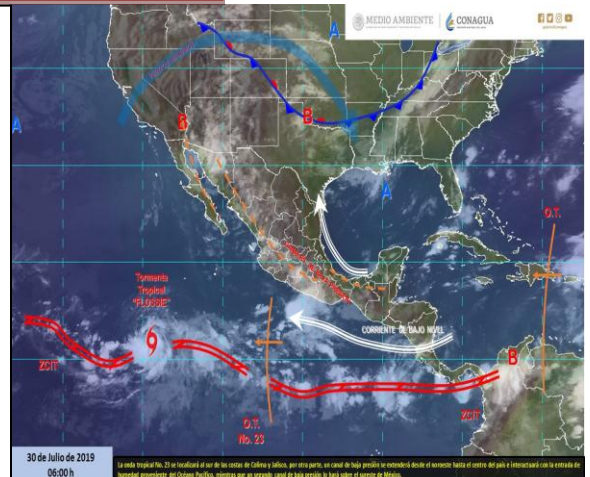 MEDIO AMBIENTE
CONAGUA
A
B
B
A
A
O.T.
Tormenta
Tropical
"FLOSSIE"
CORRIENTE DE BAJO NIVEL
B
ZCIT
ZCIT
O.T.
No. 23
30 de Julio de 2019
06:00 h
La onda tropical No. 23 se localizará al sur de las costas de Colima y Jalisco, por otra parte, un canal de baja presión se extenderá desde el noroeste hasta el centro del país e interactuará con la entrada de
humedad proveniente del Océano Pacífico, mientras que un segundo canal de baja presión lo hará sobre el sureste de México.